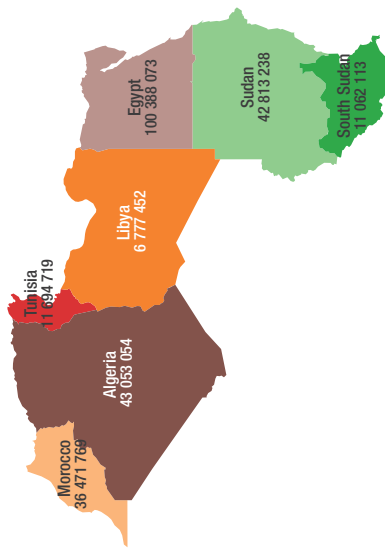 Morocco
36 471 769
Algeria
43 053 054
Tunisia
11 694 719
Libya
6 777 452
Egypt
100 388 073
Sudan
42 813 238
South Sudan
11 062 113